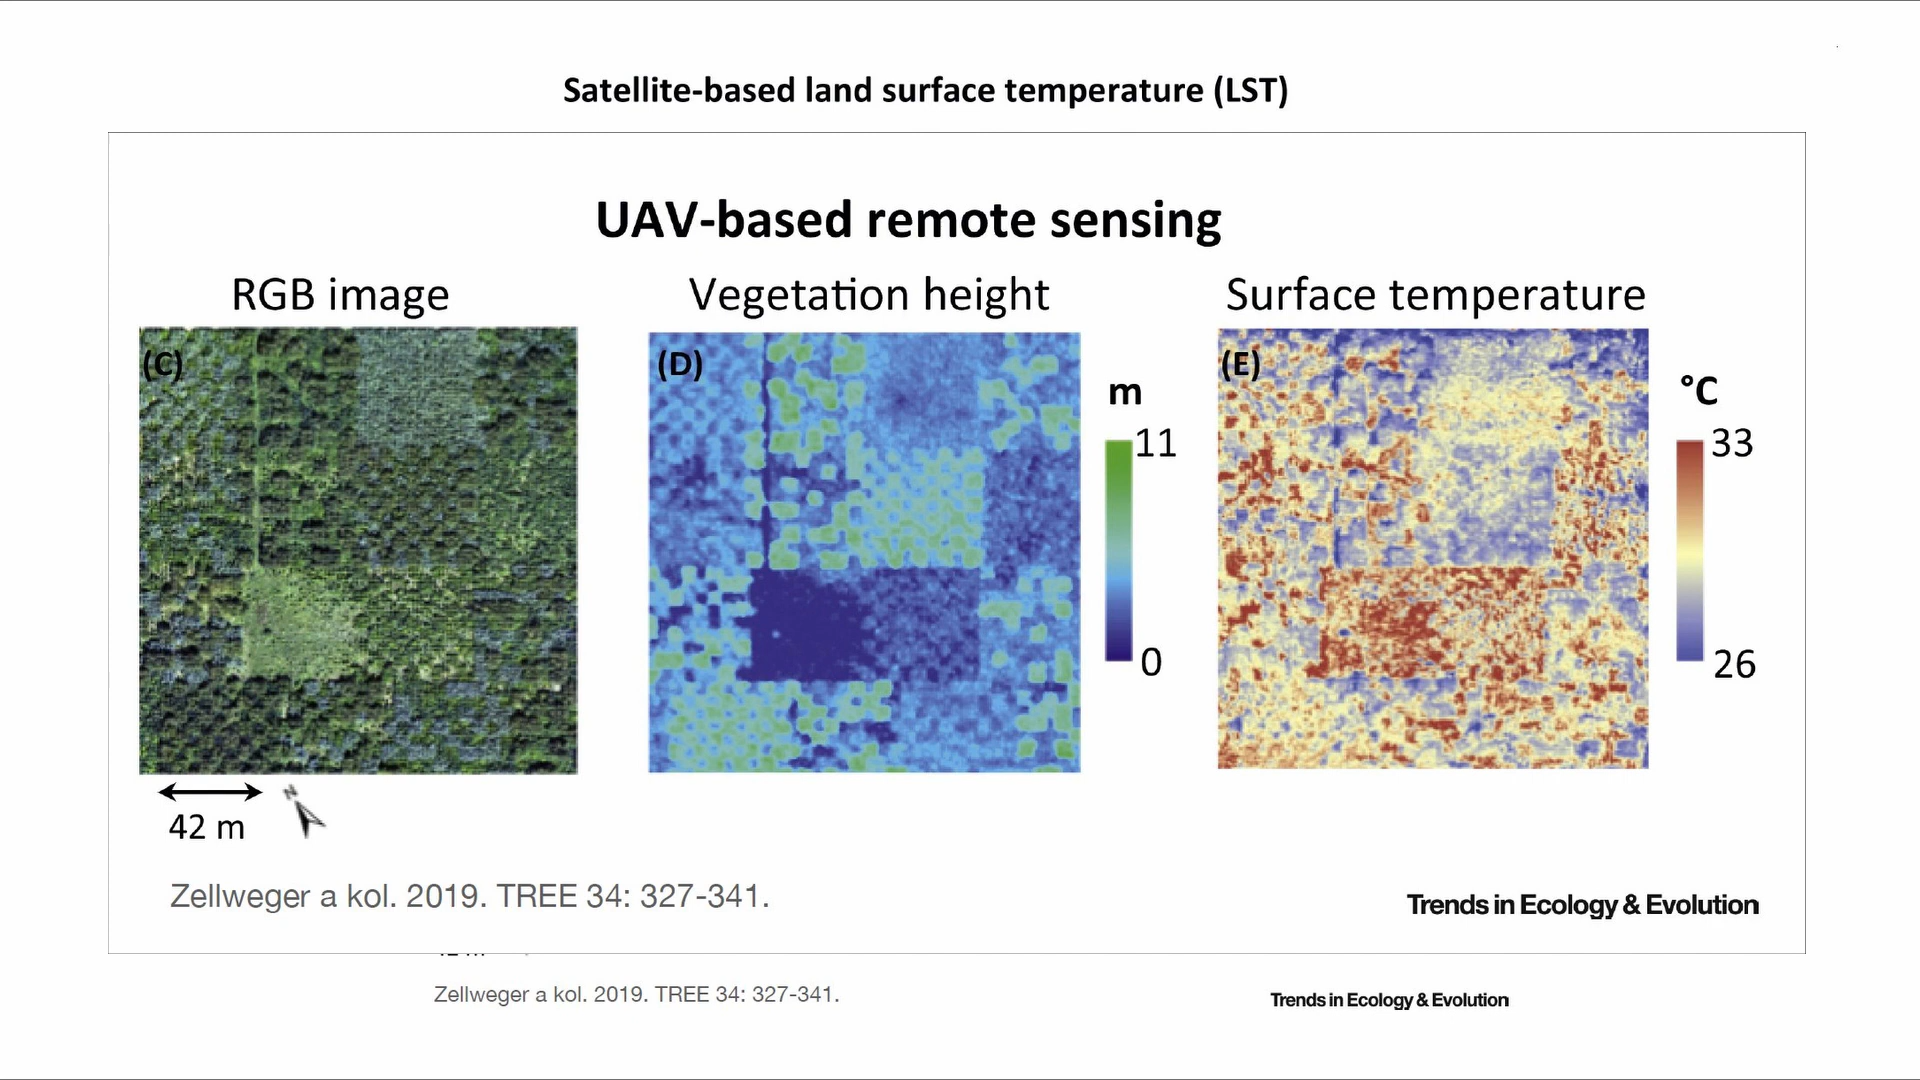 Satellite-based land surface temperature (LST)
UAV-based remote sensing
RGB image
Vegetation height
Surface temperature
(C)
(D)
(E)
m
11
0
°C
33
26
42 m
N
Zellweger a kol. 2019. TREE 34: 327-341.
Trends in Ecology & Evolution
Zellweger a kol. 2019. TREE 34: 327-341.
Trends in Ecology & Evolution